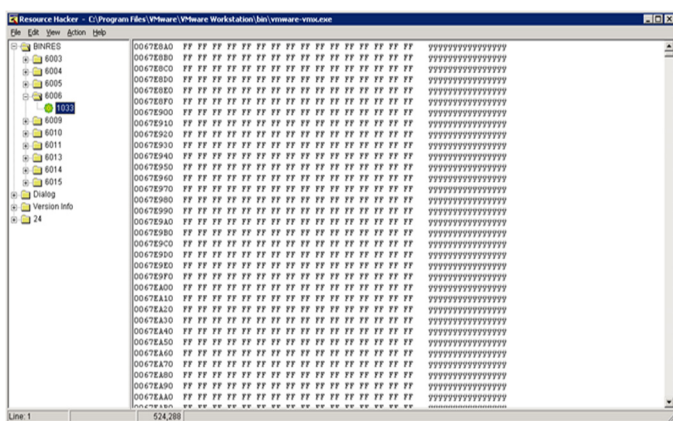 Resource Hacker - C:\Program Files\VMware\VMware Workstation\bin\vmware-vmx.exe
File Edit View Action Help
BINRES
6003
6004
6005
6006
1033
6009
6010
6011
6013
6014
6015
Dialog
Version Info
24
0067E8A0 FF FF FF FF FF FF FF FF FF FF FF FF FF FF FF FF ÿÿÿÿÿÿÿÿÿÿÿÿÿÿÿÿ
0067E8B0 FF FF FF FF FF FF FF FF FF FF FF FF FF FF FF FF ÿÿÿÿÿÿÿÿÿÿÿÿÿÿÿÿ
0067E8C0 FF FF FF FF FF FF FF FF FF FF FF FF FF FF FF FF ÿÿÿÿÿÿÿÿÿÿÿÿÿÿÿÿ
0067E8D0 FF FF FF FF FF FF FF FF FF FF FF FF FF FF FF FF ÿÿÿÿÿÿÿÿÿÿÿÿÿÿÿÿ
0067E8E0 FF FF FF FF FF FF FF FF FF FF FF FF FF FF FF FF ÿÿÿÿÿÿÿÿÿÿÿÿÿÿÿÿ
0067E8F0 FF FF FF FF FF FF FF FF FF FF FF FF FF FF FF FF ÿÿÿÿÿÿÿÿÿÿÿÿÿÿÿÿ
0067E900 FF FF FF FF FF FF FF FF FF FF FF FF FF FF FF FF ÿÿÿÿÿÿÿÿÿÿÿÿÿÿÿÿ
0067E910 FF FF FF FF FF FF FF FF FF FF FF FF FF FF FF FF ÿÿÿÿÿÿÿÿÿÿÿÿÿÿÿÿ
0067E920 FF FF FF FF FF FF FF FF FF FF FF FF FF FF FF FF ÿÿÿÿÿÿÿÿÿÿÿÿÿÿÿÿ
0067E930 FF FF FF FF FF FF FF FF FF FF FF FF FF FF FF FF ÿÿÿÿÿÿÿÿÿÿÿÿÿÿÿÿ
0067E940 FF FF FF FF FF FF FF FF FF FF FF FF FF FF FF FF ÿÿÿÿÿÿÿÿÿÿÿÿÿÿÿÿ
0067E950 FF FF FF FF FF FF FF FF FF FF FF FF FF FF FF FF ÿÿÿÿÿÿÿÿÿÿÿÿÿÿÿÿ
0067E960 FF FF FF FF FF FF FF FF FF FF FF FF FF FF FF FF ÿÿÿÿÿÿÿÿÿÿÿÿÿÿÿÿ
0067E970 FF FF FF FF FF FF FF FF FF FF FF FF FF FF FF FF ÿÿÿÿÿÿÿÿÿÿÿÿÿÿÿÿ
0067E980 FF FF FF FF FF FF FF FF FF FF FF FF FF FF FF FF ÿÿÿÿÿÿÿÿÿÿÿÿÿÿÿÿ
0067E990 FF FF FF FF FF FF FF FF FF FF FF FF FF FF FF FF ÿÿÿÿÿÿÿÿÿÿÿÿÿÿÿÿ
0067E9A0 FF FF FF FF FF FF FF FF FF FF FF FF FF FF FF FF ÿÿÿÿÿÿÿÿÿÿÿÿÿÿÿÿ
0067E9B0 FF FF FF FF FF FF FF FF FF FF FF FF FF FF FF FF ÿÿÿÿÿÿÿÿÿÿÿÿÿÿÿÿ
0067E9C0 FF FF FF FF FF FF FF FF FF FF FF FF FF FF FF FF ÿÿÿÿÿÿÿÿÿÿÿÿÿÿÿÿ
0067E9D0 FF FF FF FF FF FF FF FF FF FF FF FF FF FF FF FF ÿÿÿÿÿÿÿÿÿÿÿÿÿÿÿÿ
0067E9E0 FF FF FF FF FF FF FF FF FF FF FF FF FF FF FF FF ÿÿÿÿÿÿÿÿÿÿÿÿÿÿÿÿ
0067E9F0 FF FF FF FF FF FF FF FF FF FF FF FF FF FF FF FF ÿÿÿÿÿÿÿÿÿÿÿÿÿÿÿÿ
0067EA00 FF FF FF FF FF FF FF FF FF FF FF FF FF FF FF FF ÿÿÿÿÿÿÿÿÿÿÿÿÿÿÿÿ
0067EA10 FF FF FF FF FF FF FF FF FF FF FF FF FF FF FF FF ÿÿÿÿÿÿÿÿÿÿÿÿÿÿÿÿ
0067EA20 FF FF FF FF FF FF FF FF FF FF FF FF FF FF FF FF ÿÿÿÿÿÿÿÿÿÿÿÿÿÿÿÿ
0067EA30 FF FF FF FF FF FF FF FF FF FF FF FF FF FF FF FF ÿÿÿÿÿÿÿÿÿÿÿÿÿÿÿÿ
0067EA40 FF FF FF FF FF FF FF FF FF FF FF FF FF FF FF FF ÿÿÿÿÿÿÿÿÿÿÿÿÿÿÿÿ
0067EA50 FF FF FF FF FF FF FF FF FF FF FF FF FF FF FF FF ÿÿÿÿÿÿÿÿÿÿÿÿÿÿÿÿ
0067EA60 FF FF FF FF FF FF FF FF FF FF FF FF FF FF FF FF ÿÿÿÿÿÿÿÿÿÿÿÿÿÿÿÿ
0067EA70 FF FF FF FF FF FF FF FF FF FF FF FF FF FF FF FF ÿÿÿÿÿÿÿÿÿÿÿÿÿÿÿÿ
0067EA80 FF FF FF FF FF FF FF FF FF FF FF FF FF FF FF FF ÿÿÿÿÿÿÿÿÿÿÿÿÿÿÿÿ
0067EA90 FF FF FF FF FF FF FF FF FF FF FF FF FF FF FF FF ÿÿÿÿÿÿÿÿÿÿÿÿÿÿÿÿ
0067EAA0 FF FF FF FF FF FF FF FF FF FF FF FF FF FF FF FF ÿÿÿÿÿÿÿÿÿÿÿÿÿÿÿÿ
Line: 1 524,288